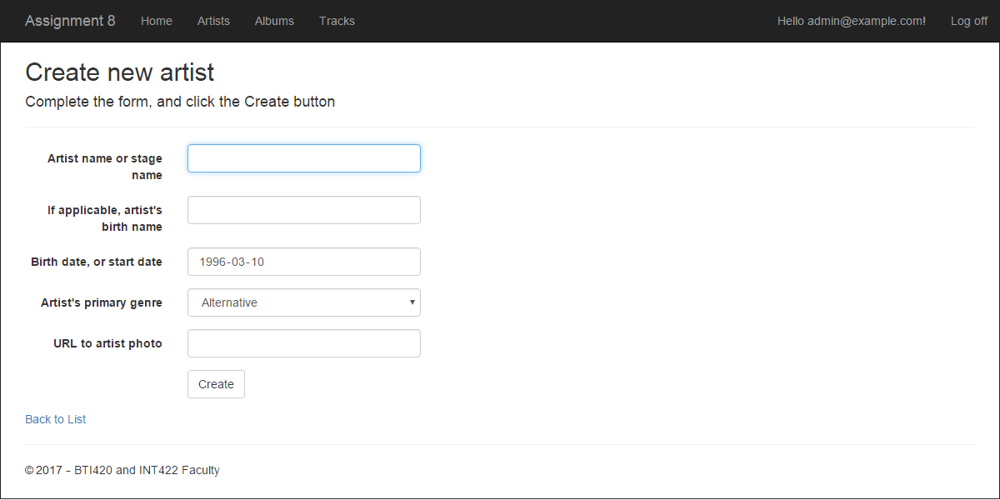 Assignment 8 Home Artists Albums Tracks Hello admin@example.com! Log off
Create new artist
Complete the form, and click the Create button
Artist name or stage
name
If applicable, artist's
birth name
Birth date, or start date 1996-03-10
Artist's primary genre Alternative
URL to artist photo
Create
Back to List
© 2017 - BTI420 and INT422 Faculty